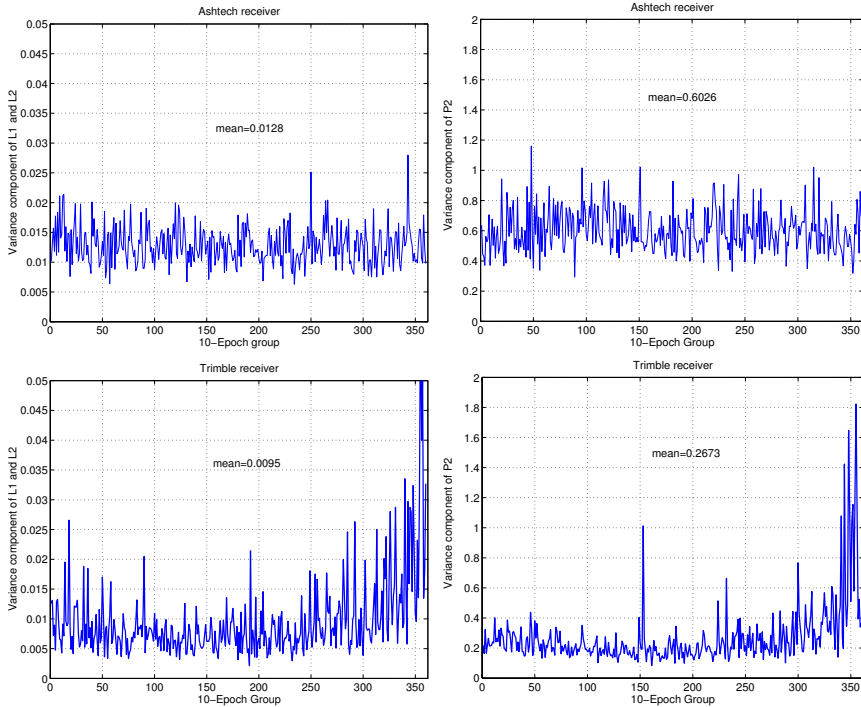 Ashtech receiver
0.05
0.045
0.04
0.035
0.03
0.025
0.02
0.015
0.01
0.005
0
Variance component of L1 and L2
mean=0.0128
0 50 100 150 200 250 300 350
10−Epoch group
Ashtech receiver
2
1.8
1.6
1.4
1.2
1
0.8
0.6
0.4
0.2
0
Variance component of P2
mean=0.6026
0 50 100 150 200 250 300 350
10−Epoch Group
Trimble receiver
0.05
0.045
0.04
0.035
0.03
0.025
0.02
0.015
0.01
0.005
0
Variance component of L1 and L2
mean=0.0095
0 50 100 150 200 250 300 350
10−Epoch Group
Trimble receiver
2
1.8
1.6
1.4
1.2
1
0.8
0.6
0.4
0.2
0
Variance component of P2
mean=0.2673
0 50 100 150 200 250 300 350
10−Epoch Group